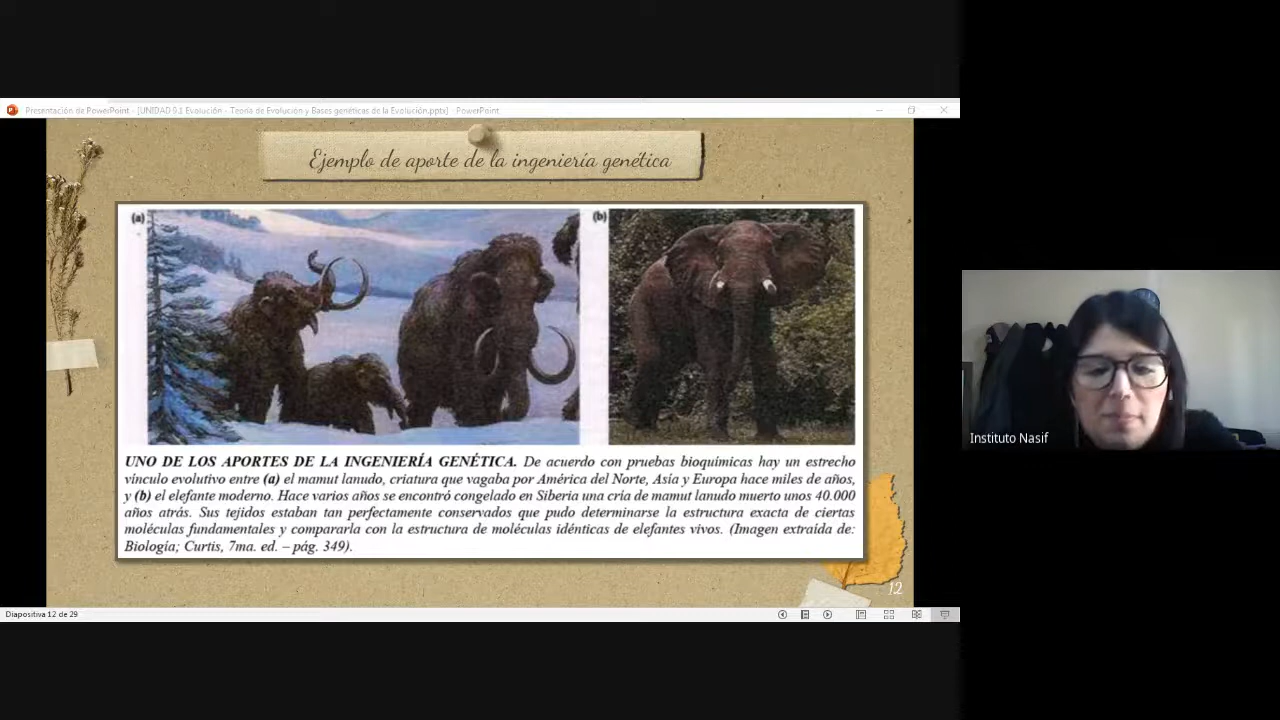 Presentación de PowerPoint - [UNIDAD 9.1 Evolución - Teoría de Evolución y Bases genéticas de la Evolución.pptx] - PowerPoint
Ejemplo de aporte de la ingeniería genética
(a)
(b)
UNO DE LOS APORTES DE LA INGENIERÍA GENÉTICA. De acuerdo con pruebas bioquímicas hay un estrecho
vínculo evolutivo entre (a) el mamut lanudo, criatura que vagaba por América del Norte, Asía y Europa hace miles de años,
y (b) el elefante moderno. Hace varios años se encontró congelado en Siberia una cría de mamut lanudo muerto unos 40.000
años atrás. Sus tejidos estaban tan perfectamente conservados que pudo determinarse la estructura exacta de ciertas
moléculas fundamentales y compararla con la estructura de moléculas idénticas de elefantes vivos. (Imagen extraída de:
Biología; Curtis, 7ma. ed. – pág. 349).
12
Diapositiva 12 de 29
Instituto Nasif